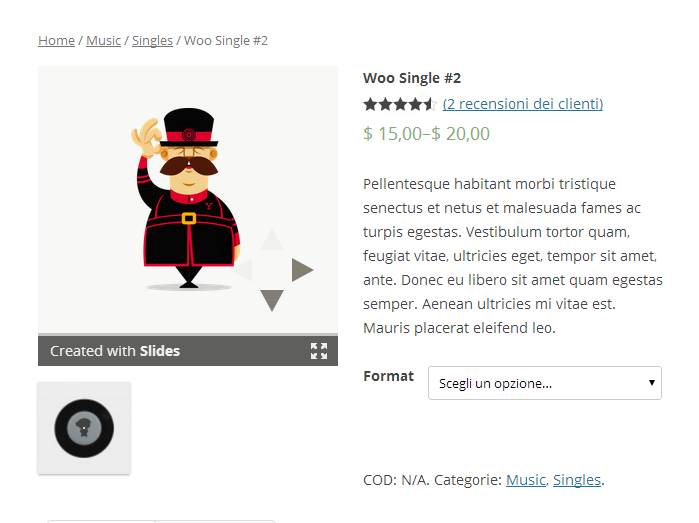 Home / Music / Singles / Woo Single #2
Woo Single #2
(2 recensioni dei clienti)
$ 15,00–$ 20,00
Pellentesque habitant morbi tristique
senectus et netus et malesuada fames ac
turpis egestas. Vestibulum tortor quam,
feugiat vitae, ultricies eget, tempor sit amet,
ante. Donec eu libero sit amet quam egestas
semper. Aenean ultricies mi vitae est.
Mauris placerat eleifend leo.
Created with Slides
Format
Scegli un opzione...
COD: N/A. Categorie: Music, Singles.